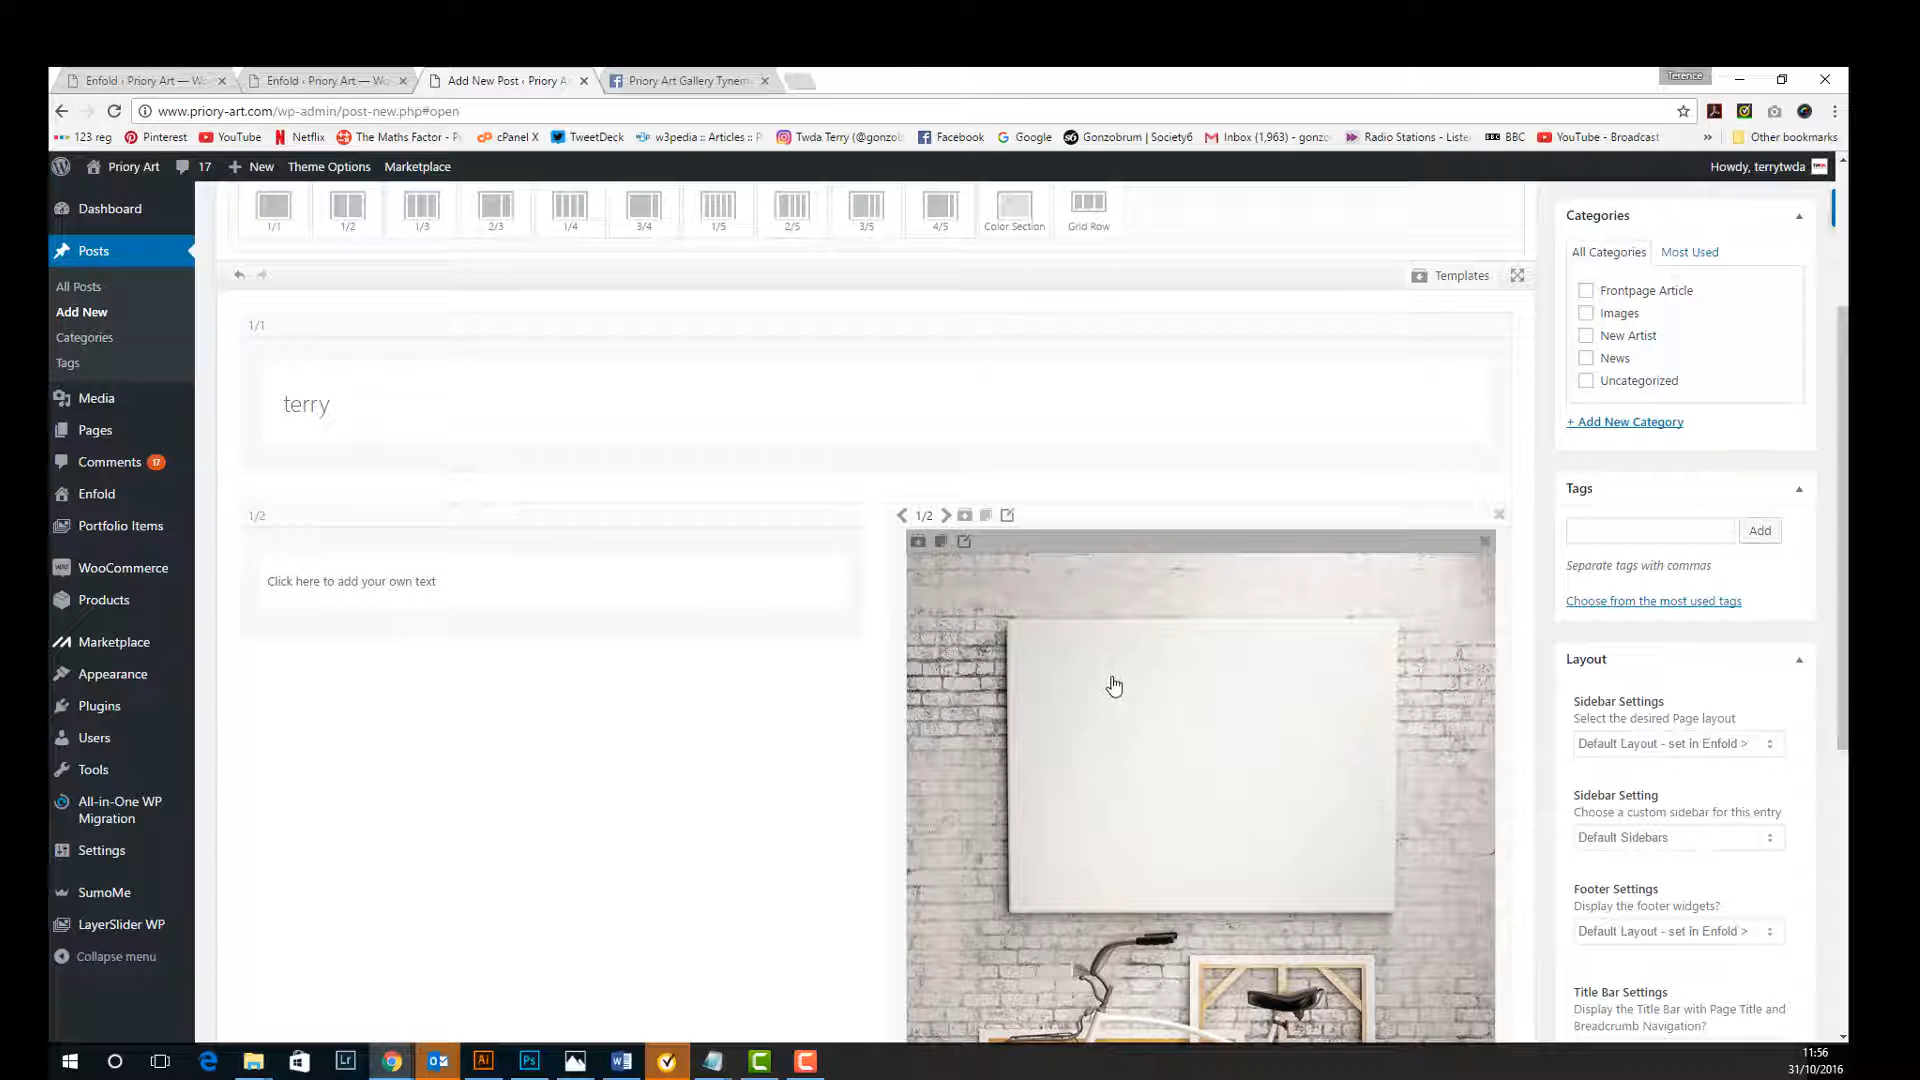 Enfold ‹ Priory Art — Wo
Enfold ‹ Priory Art — Wo
Add New Post ‹ Priory A
Priory Art Gallery Tynem
Terence
www.priory-art.com/wp-admin/post-new.php#open
123 reg
Pinterest
YouTube
Netflix
The Maths Factor - P
cPanel X
TweetDeck
w3pedia :: Articles :: P
Twda Terry (@gonzo
Facebook
Google
Gonzobrum | Society6
Inbox (1,963) - gonz
Radio Stations - Liste
BBC
YouTube - Broadcast
»
Other bookmarks
Priory Art
17
New
Theme Options
Marketplace
Howdy, terrytwda
Dashboard
Posts
All Posts
Add New
Categories
Tags
Media
Pages
Comments 17
Enfold
Portfolio Items
WooCommerce
Products
Marketplace
Appearance
Plugins
Users
Tools
All-in-One WP
Migration
Settings
SumoMe
LayerSlider WP
Collapse menu
1/1
1/2
1/3
2/3
1/4
3/4
1/5
2/5
3/5
4/5
Color Section
Grid Row
Templates
1/1
terry
1/2
Click here to add your own text
1/2
Categories
All Categories
Most Used
Frontpage Article
Images
New Artist
News
Uncategorized
+ Add New Category
Tags
Add
Separate tags with commas
Choose from the most used tags
Layout
Sidebar Settings
Select the desired Page layout
Default Layout - set in Enfold >
Sidebar Setting
Choose a custom sidebar for this entry
Default Sidebars
Footer Settings
Display the footer widgets?
Default Layout - set in Enfold >
Title Bar Settings
Display the Title Bar with Page Title and
Breadcrumb Navigation?
Lr
Ai
Ps
11:56
31/10/2016